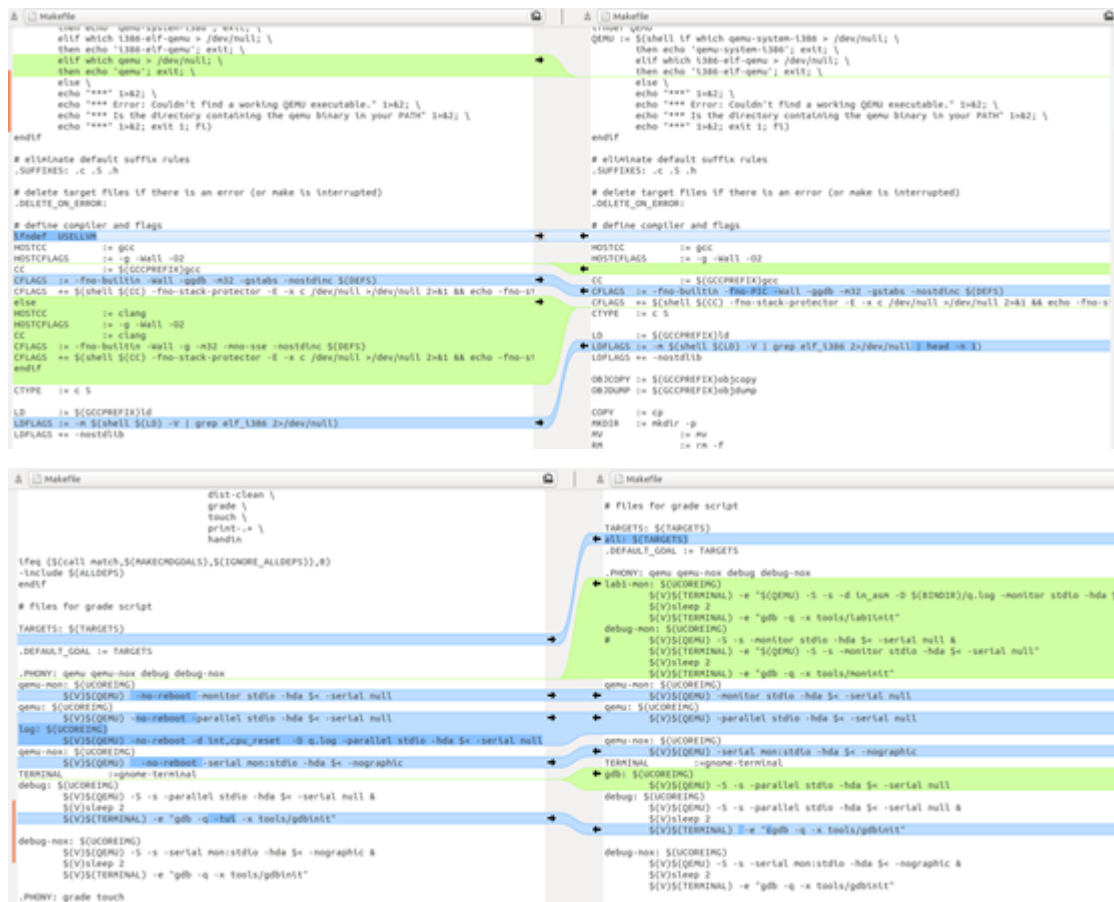 Makefile
then echo 'qemu-system-i386'; exit; \
elif which i386-elf-qemu > /dev/null; \
then echo 'i386-elf-qemu'; exit; \
elif which qemu > /dev/null; \
then echo 'qemu'; exit; \
else \
echo "***" 1>&2; \
echo "*** Error: Couldn't find a working QEMU executable." 1>&2; \
echo "*** Is the directory containing the qemu binary in your PATH" 1>&2; \
echo "***" 1>&2; exit 1; fi)
endif
# eliminate default suffix rules
.SUFFIXES: .c .S .h
# delete target files if there is an error (or make is interrupted)
.DELETE_ON_ERROR:
# define compiler and flags
ifndef USELLVM
HOSTCC := gcc
HOSTCFLAGS := -g -Wall -O2
CC := $(GCCPREFIX)gcc
CFLAGS := -fno-builtin -Wall -ggdb -m32 -gstabs -nostdinc $(DEFS)
CFLAGS += $(shell $(CC) -fno-stack-protector -E -x c /dev/null >/dev/null 2>&1 && echo -fno-st
else
HOSTCC := clang
HOSTCFLAGS := -g -Wall -O2
CC := clang
CFLAGS := -fno-builtin -Wall -g -m32 -mno-sse -nostdinc $(DEFS)
CFLAGS += $(shell $(CC) -fno-stack-protector -E -x c /dev/null >/dev/null 2>&1 && echo -fno-st
endif
CTYPE := c S
LD := $(GCCPREFIX)ld
LDFLAGS := -m $(shell $(LD) -V | grep elf_i386 2>/dev/null)
LDFLAGS += -nostdlib
Makefile
ifndef QEMU
QEMU := $(shell if which qemu-system-i386 > /dev/null; \
then echo 'qemu-system-i386'; exit; \
elif which i386-elf-qemu > /dev/null; \
then echo 'i386-elf-qemu'; exit; \
else \
echo "***" 1>&2; \
echo "*** Error: Couldn't find a working QEMU executable." 1>&2; \
echo "*** Is the directory containing the qemu binary in your PATH" 1>&2; \
echo "***" 1>&2; exit 1; fi)
endif
# eliminate default suffix rules
.SUFFIXES: .c .S .h
# delete target files if there is an error (or make is interrupted)
.DELETE_ON_ERROR:
# define compiler and flags
HOSTCC := gcc
HOSTCFLAGS := -g -Wall -O2
CC := $(GCCPREFIX)gcc
CFLAGS := -fno-builtin -fno-PIC -Wall -ggdb -m32 -gstabs -nostdinc $(DEFS)
CFLAGS += $(shell $(CC) -fno-stack-protector -E -x c /dev/null >/dev/null 2>&1 && echo -fno-s
CTYPE := c S
LD := $(GCCPREFIX)ld
LDFLAGS := -m $(shell $(LD) -V | grep elf_i386 2>/dev/null | head -n 1)
LDFLAGS += -nostdlib
OBJCOPY := $(GCCPREFIX)objcopy
OBJDUMP := $(GCCPREFIX)objdump
COPY := cp
MKDIR := mkdir -p
MV := mv
RM := rm -f
Makefile
dist-clean \
grade \
touch \
print-.+ \
handin
ifeq ($(call match,$(MAKECMDGOALS),$(IGNORE_ALLDEPS)),0)
-include $(ALLDEPS)
endif
# files for grade script
TARGETS: $(TARGETS)
.DEFAULT_GOAL := TARGETS
.PHONY: qemu qemu-nox debug debug-nox
qemu-mon: $(UCOREIMG)
$(V)$(QEMU) -no-reboot -monitor stdio -hda $< -serial null
qemu: $(UCOREIMG)
$(V)$(QEMU) -no-reboot -parallel stdio -hda $< -serial null
log: $(UCOREIMG)
$(V)$(QEMU) -no-reboot -d int,cpu_reset -D q.log -parallel stdio -hda $< -serial null
qemu-nox: $(UCOREIMG)
$(V)$(QEMU) -no-reboot -serial mon:stdio -hda $< -nographic
TERMINAL :=gnome-terminal
debug: $(UCOREIMG)
$(V)$(QEMU) -S -s -parallel stdio -hda $< -serial null &
$(V)sleep 2
$(V)$(TERMINAL) -e "gdb -q -tui -x tools/gdbinit"
debug-nox: $(UCOREIMG)
$(V)$(QEMU) -S -s -serial mon:stdio -hda $< -nographic &
$(V)sleep 2
$(V)$(TERMINAL) -e "gdb -q -x tools/gdbinit"
.PHONY: grade touch
Makefile
# files for grade script
TARGETS: $(TARGETS)
all: $(TARGETS)
.DEFAULT_GOAL := TARGETS
.PHONY: qemu qemu-nox debug debug-nox
lab1-mon: $(UCOREIMG)
$(V)$(TERMINAL) -e "$(QEMU) -S -s -d in_asm -D $(BINDIR)/q.log -monitor stdio -hda $
$(V)sleep 2
$(V)$(TERMINAL) -e "gdb -q -x tools/lab1init"
debug-mon: $(UCOREIMG)
# $(V)$(QEMU) -S -s -monitor stdio -hda $< -serial null &
$(V)$(TERMINAL) -e "$(QEMU) -S -s -monitor stdio -hda $< -serial null"
$(V)sleep 2
$(V)$(TERMINAL) -e "gdb -q -x tools/moninit"
qemu-mon: $(UCOREIMG)
$(V)$(QEMU) -monitor stdio -hda $< -serial null
qemu: $(UCOREIMG)
$(V)$(QEMU) -parallel stdio -hda $< -serial null
qemu-nox: $(UCOREIMG)
$(V)$(QEMU) -serial mon:stdio -hda $< -nographic
TERMINAL :=gnome-terminal
gdb: $(UCOREIMG)
$(V)$(QEMU) -S -s -parallel stdio -hda $< -serial null
debug: $(UCOREIMG)
$(V)$(QEMU) -S -s -parallel stdio -hda $< -serial null &
$(V)sleep 2
$(V)$(TERMINAL) -e "cgdb -q -x tools/gdbinit"
debug-nox: $(UCOREIMG)
$(V)$(QEMU) -S -s -serial mon:stdio -hda $< -nographic &
$(V)sleep 2
$(V)$(TERMINAL) -e "gdb -q -x tools/gdbinit"